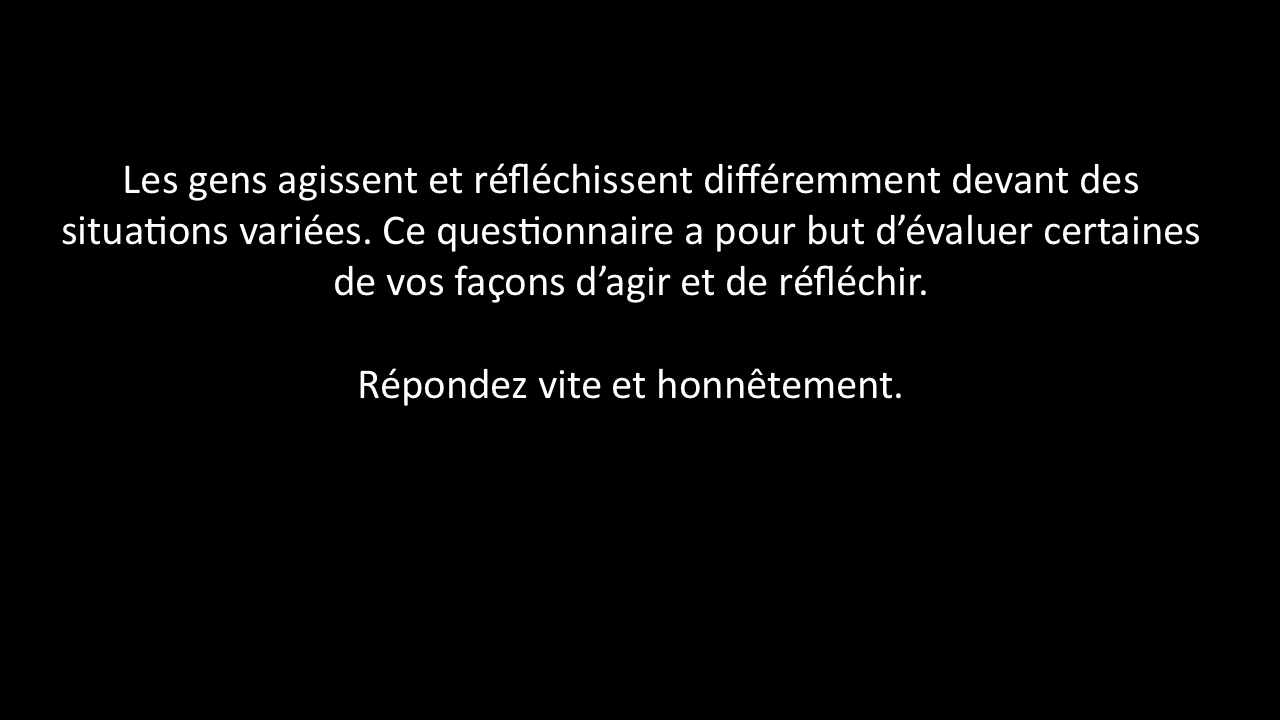 Les gens agissent et réfléchissent différemment devant des
situations variées. Ce questionnaire a pour but d’évaluer certaines
de vos façons d’agir et de réfléchir.
Répondez vite et honnêtement.